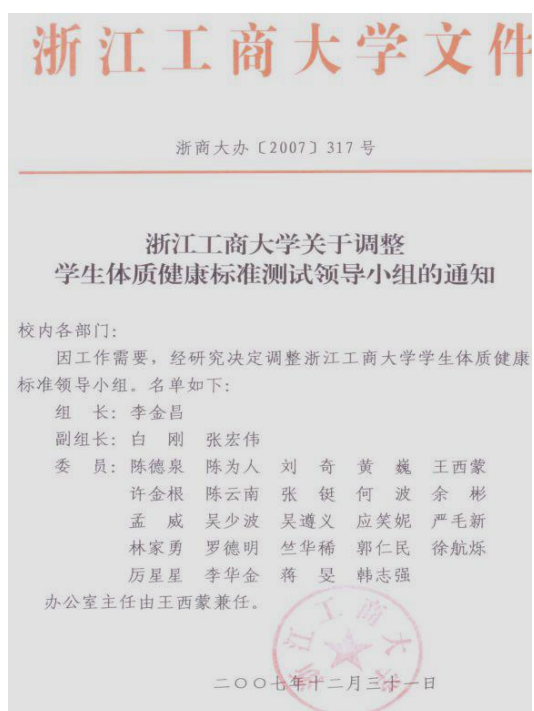 浙江工商大学文件
浙商大办〔2007〕317号
浙江工商大学关于调整
学生体质健康标准测试领导小组的通知
校内各部门：
因工作需要，经研究决定调整浙江工商大学学生体质健康
标准领导小组。名单如下：
组　长：李金昌
副组长：白　刚　张宏伟
委　员：陈德泉　陈为人　刘　奇　黄　巍　王西蒙
许金根　陈云南　张　铤　何　波　余　彬
孟　威　吴少波　吴遵义　应笑妮　严毛新
林家勇　罗德明　竺华稀　郭仁民　徐航烁
厉星星　李华金　蒋　旻　韩志强
办公室主任由王西蒙兼任。
浙江工商大学
二〇〇七年十二月三十一日